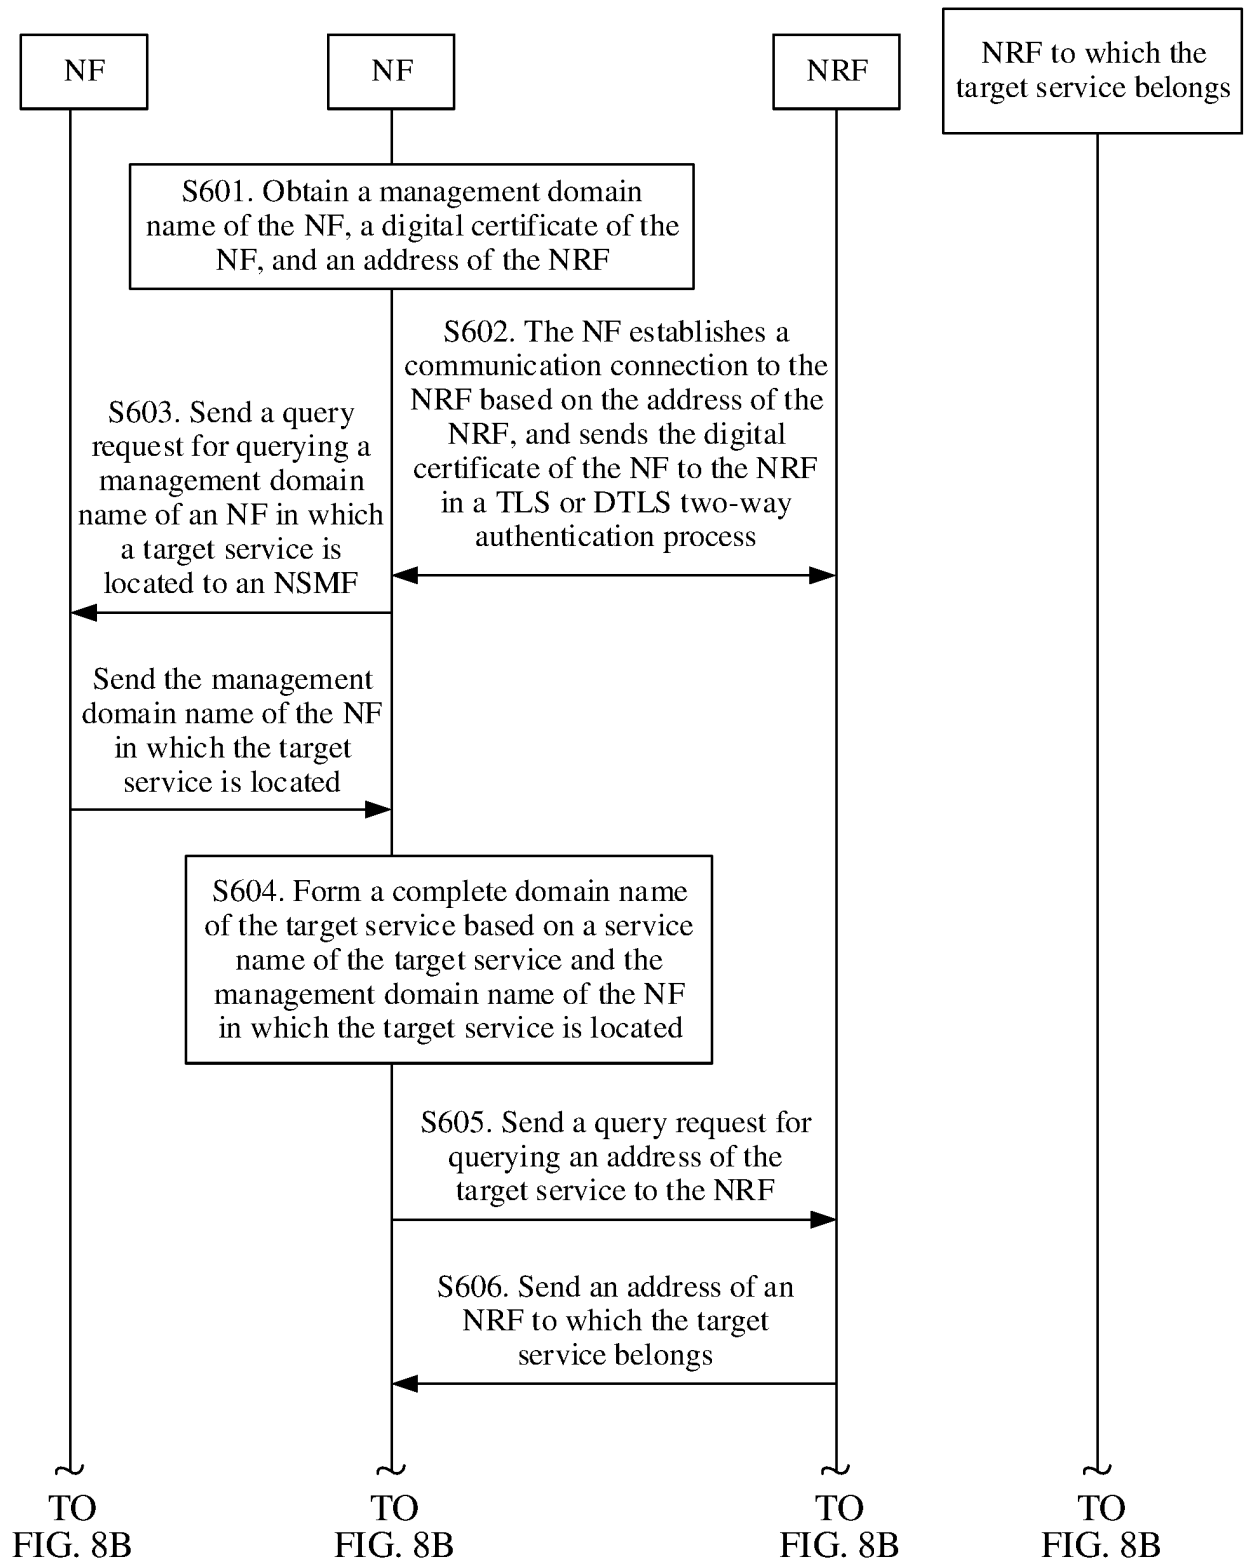 NF
NF
NRF
NRF to which the
target service belongs
S601. Obtain a management domain
name of the NF, a digital certificate of the
NF, and an address of the NRF
S602. The NF establishes a
communication connection to the
NRF based on the address of the
NRF, and sends the digital
certificate of the NF to the NRF
in a TLS or DTLS two-way
authentication process
S603. Send a query
request for querying a
management domain
name of an NF in which
a target service is
located to an NSMF
Send the management
domain name of the NF
in which the target
service is located
S604. Form a complete domain name
of the target service based on a service
name of the target service and the
management domain name of the NF
in which the target service is located
S605. Send a query request for
querying an address of the
target service to the NRF
S606. Send an address of an
NRF to which the target
service belongs
TO
FIG. 8B
TO
FIG. 8B
TO
FIG. 8B
TO
FIG. 8B